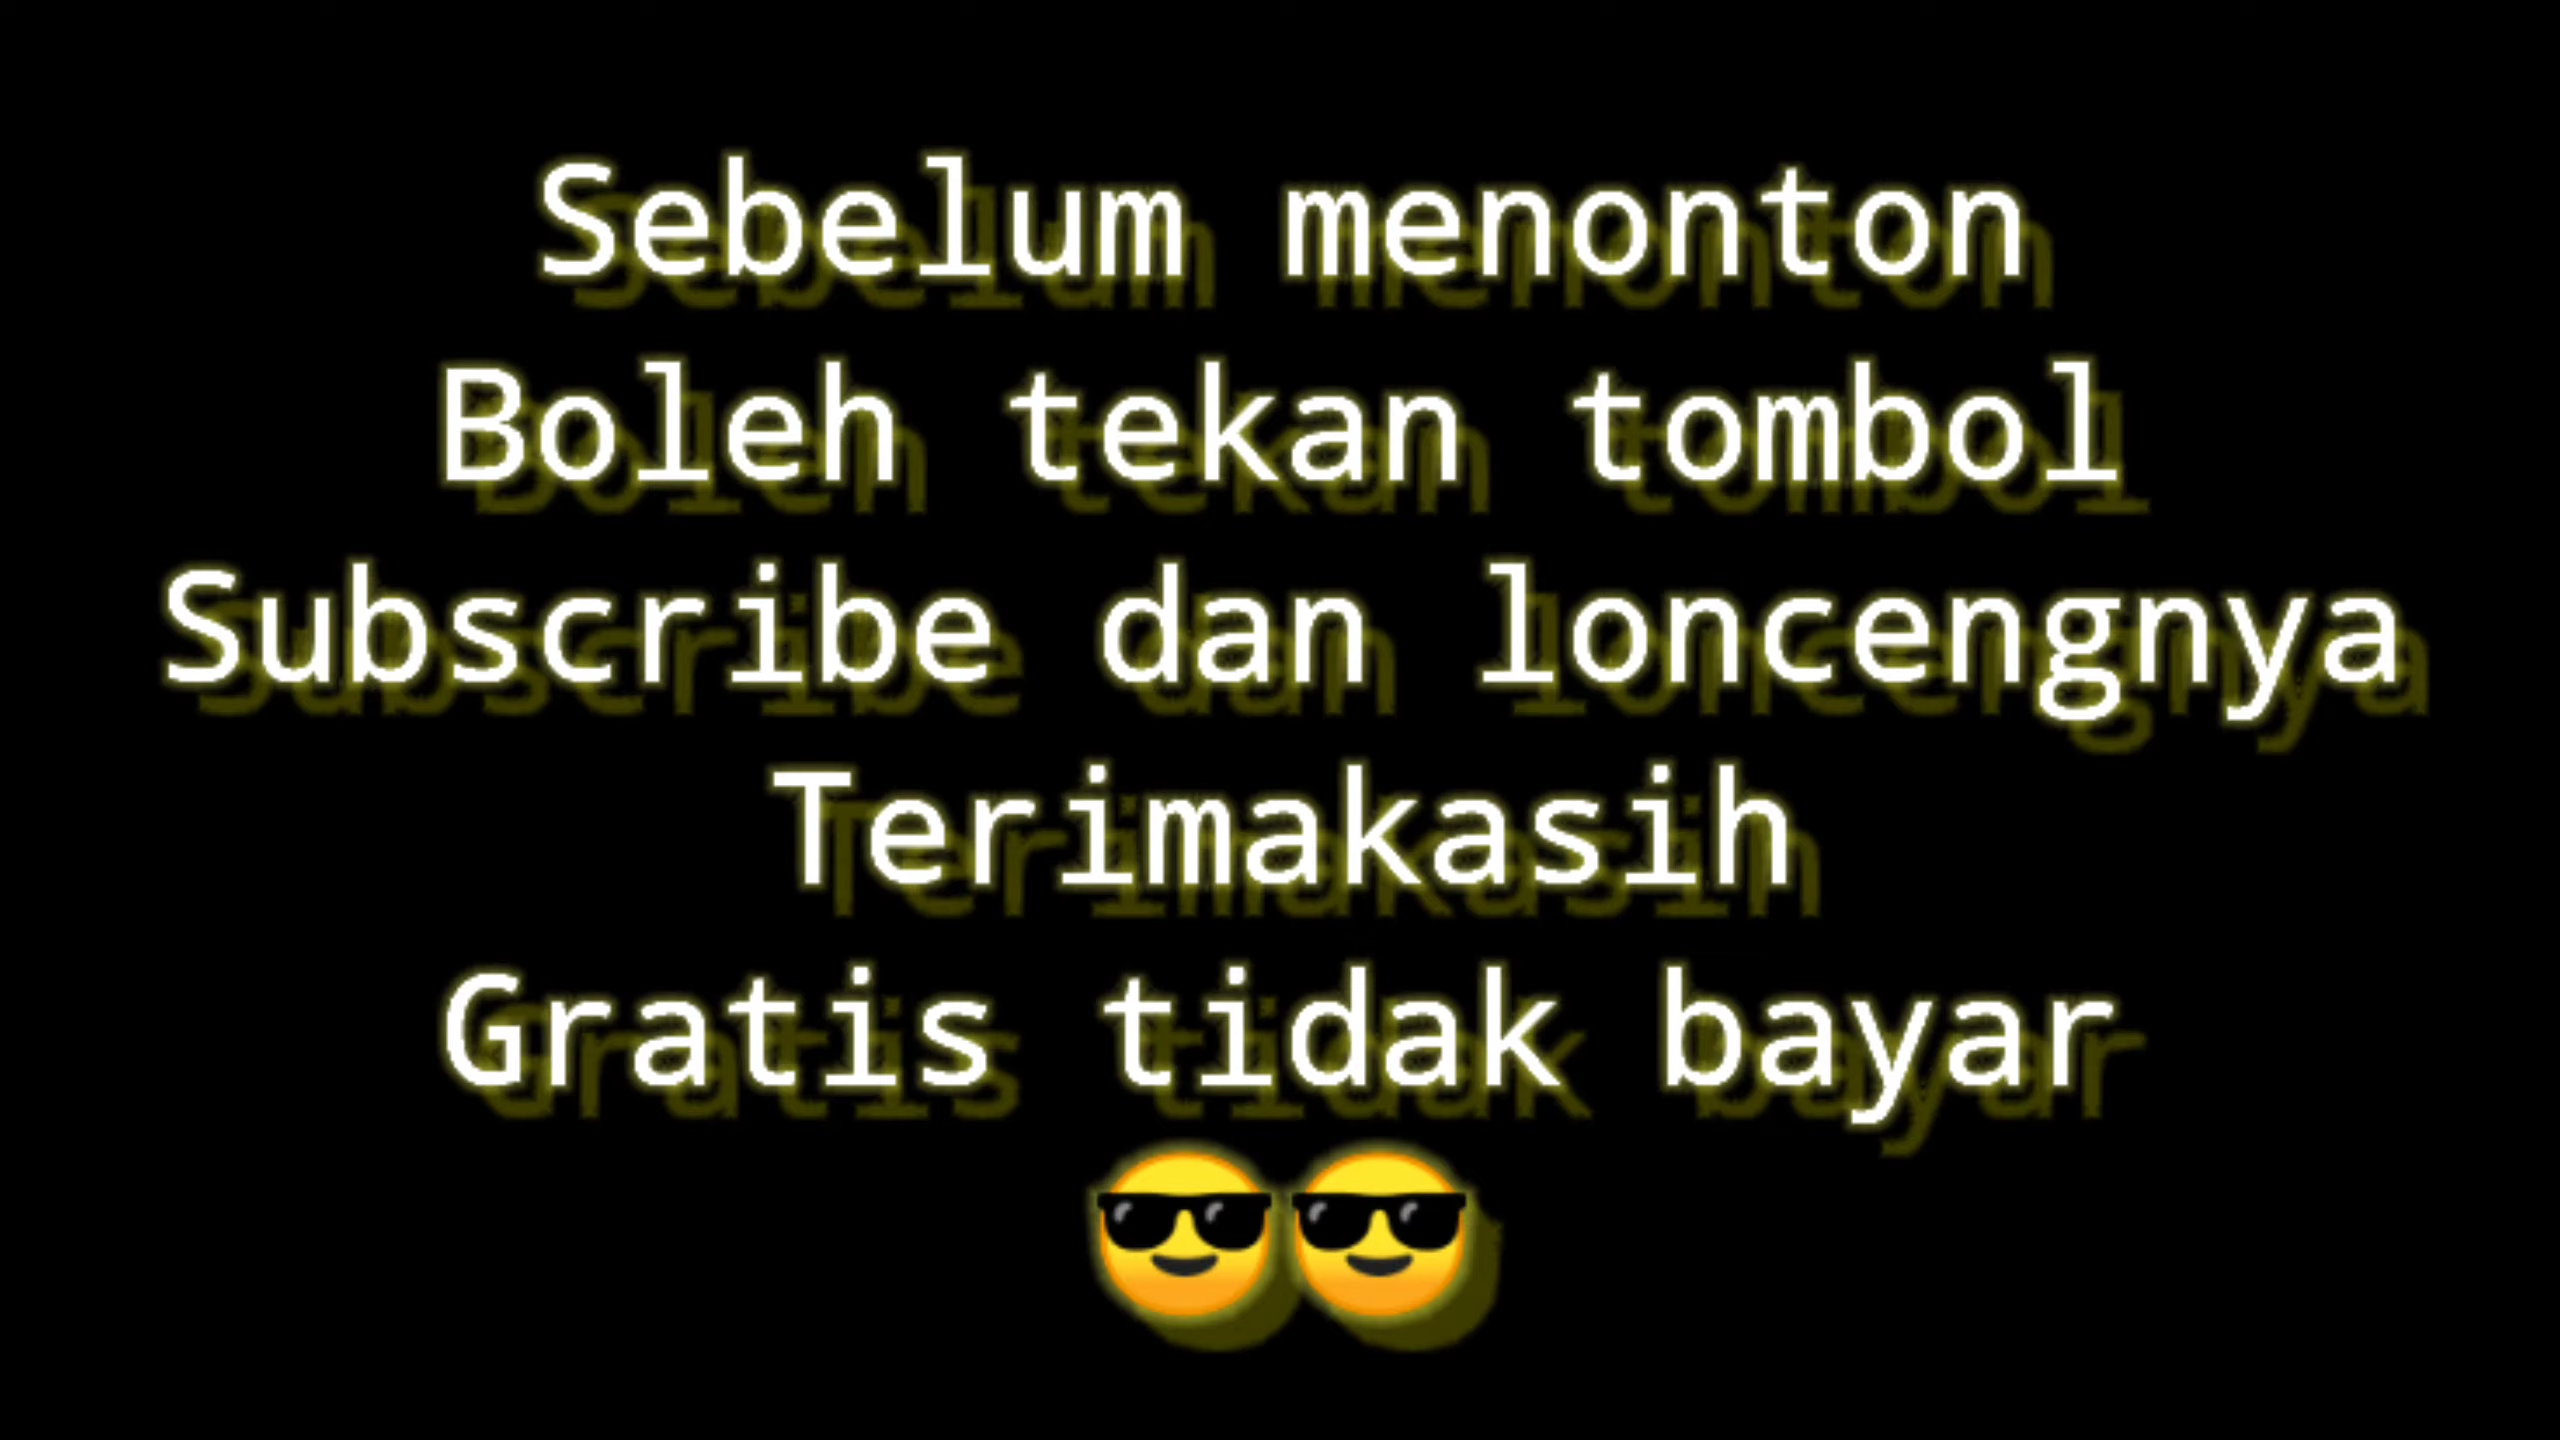 Sebelum menonton
Boleh tekan tombol
Subscribe dan loncengnya
Terimakasih
Gratis tidak bayar
😎😎